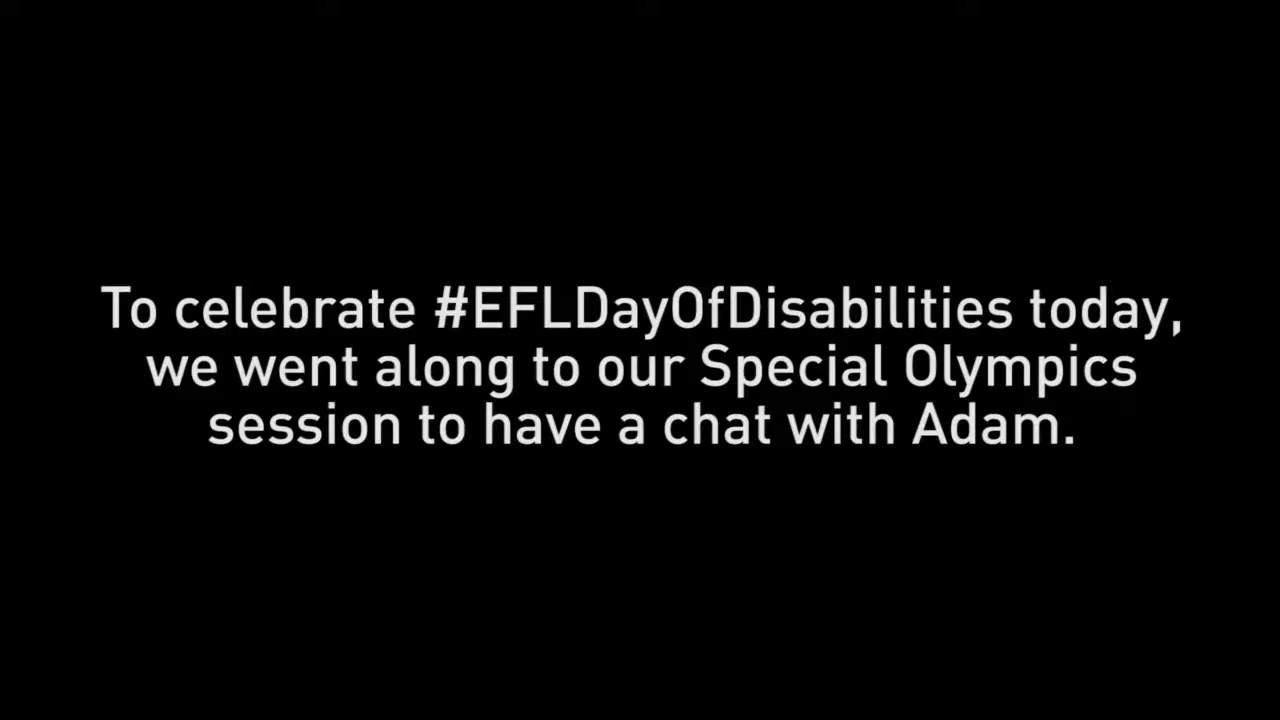 To celebrate #EFLDayOfDisabilities today,
we went along to our Special Olympics
session to have a chat with Adam.